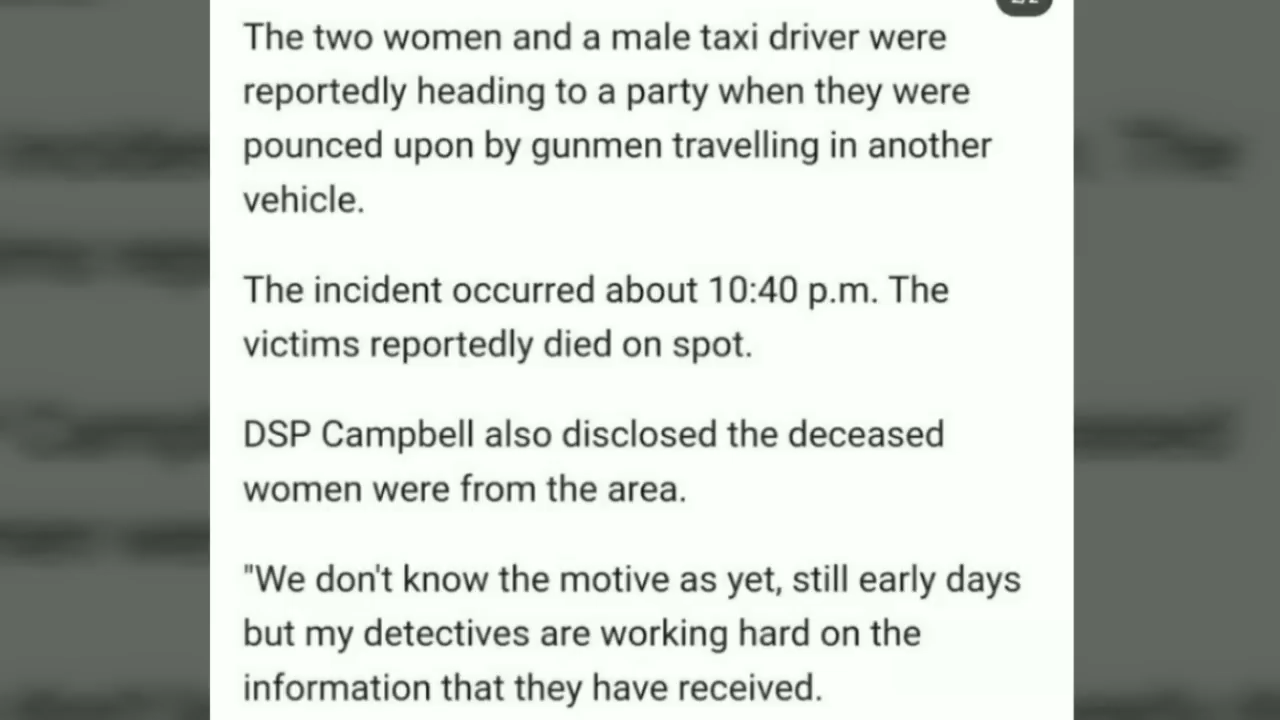 The two women and a male taxi driver were
reportedly heading to a party when they were
pounced upon by gunmen travelling in another
vehicle.
The incident occurred about 10:40 p.m. The
victims reportedly died on spot.
DSP Campbell also disclosed the deceased
women were from the area.
"We don't know the motive as yet, still early days
but my detectives are working hard on the
information that they have received.